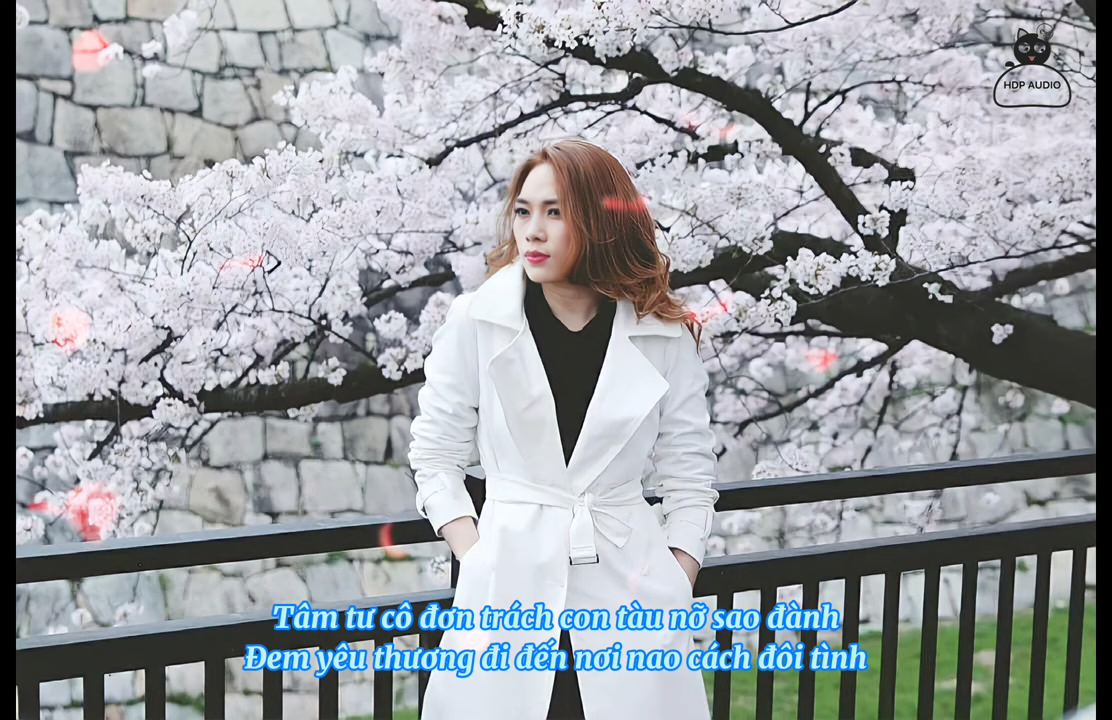 HDP AUDIO
Tâm tư cô đơn trách con tàu nỡ sao đành
Đem yêu thương đi đến nơi nao cách đôi tình